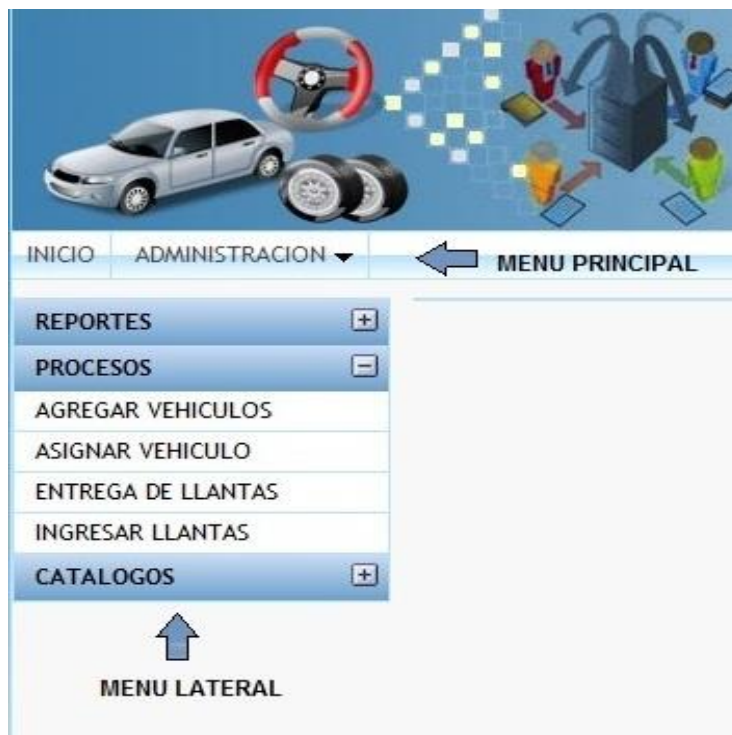 INICIO ADMINISTRACION
MENU PRINCIPAL
REPORTES
PROCESOS
AGREGAR VEHICULOS
ASIGNAR VEHICULO
ENTREGA DE LLANTAS
INGRESAR LLANTAS
CATALOGOS
MENU LATERAL